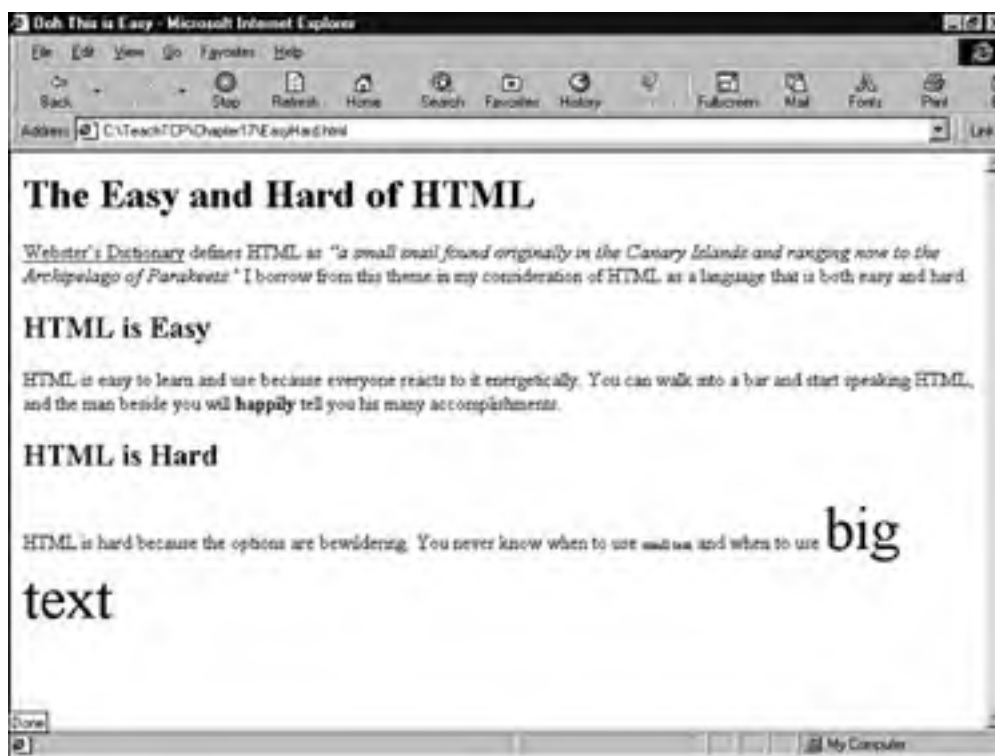 Ooh This is Easy - Microsoft Internet Explorer
File Edit View Go Favorites Help
Back Stop Refresh Home Search Favorites History Fullscreen Mail Fonts Print
Address C:\TeachTCP\Chapter17\EasyHard.html Link
The Easy and Hard of HTML
Webster's Dictionary defines HTML as "a small snail found originally in the Canary Islands and ranging now to the
Archipelago of Parakeets" I borrow from this theme in my consideration of HTML as a language that is both easy and hard.
HTML is Easy
HTML is easy to learn and use because everyone reacts to it energetically. You can walk into a bar and start speaking HTML,
and the man beside you will happily tell you his many accomplishments.
HTML is Hard
HTML is hard because the options are bewildering. You never know when to use small text and when to use big
text
Done
My Computer